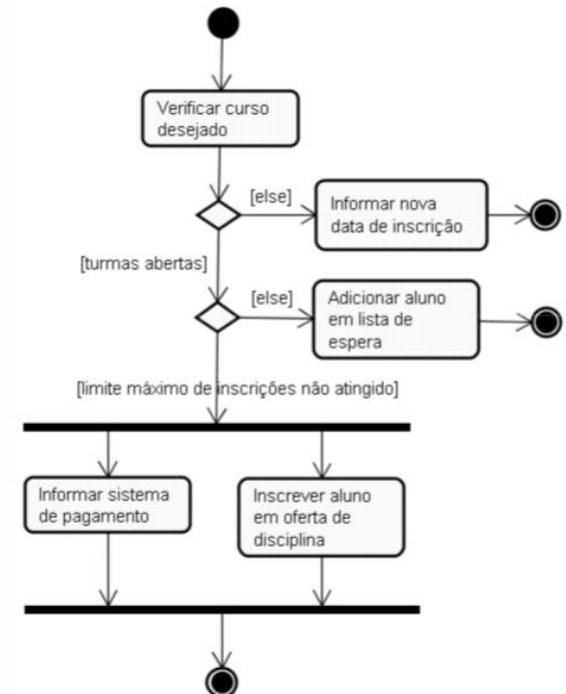 Verificar curso
desejado
[else]
Informar nova
data de inscrição
[turmas abertas]
[else]
Adicionar aluno
em lista de
espera
[limite máximo de inscrições não atingido]
Informar sistema
de pagamento
Inscrever aluno
em oferta de
disciplina